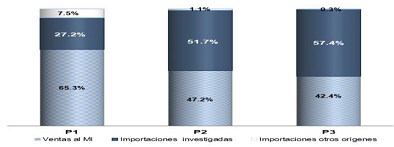 7.5% 1.1% 0.3%
27.2% 51.7% 57.4%
65.3% 47.2% 42.4%
P1 P2 P3
Ventas al MI Importaciones investigadas Importaciones otros orígenes